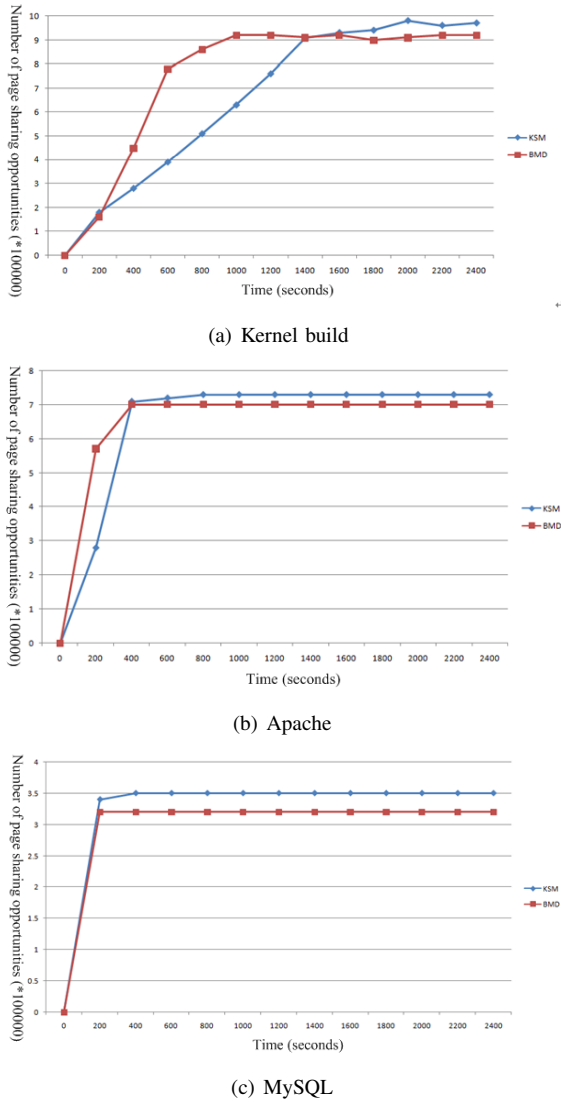 Number of page sharing opportunities (*100000)
10
9
8
7
6
5
4
3
2
1
0
0 200 400 600 800 1000 1200 1400 1600 1800 2000 2200 2400
Time (seconds)
KSM
BMD
(a) Kernel build
Number of page sharing opportunities (*100000)
8
7
6
5
4
3
2
1
0
0 200 400 600 800 1000 1200 1400 1600 1800 2000 2200 2400
Time (seconds)
KSM
BMD
(b) Apache
Number of page sharing opportunities (*100000)
4
3.5
3
2.5
2
1.5
1
0.5
0
0 200 400 600 800 1000 1200 1400 1600 1800 2000 2200 2400
Time (seconds)
KSM
BMD
(c) MySQL